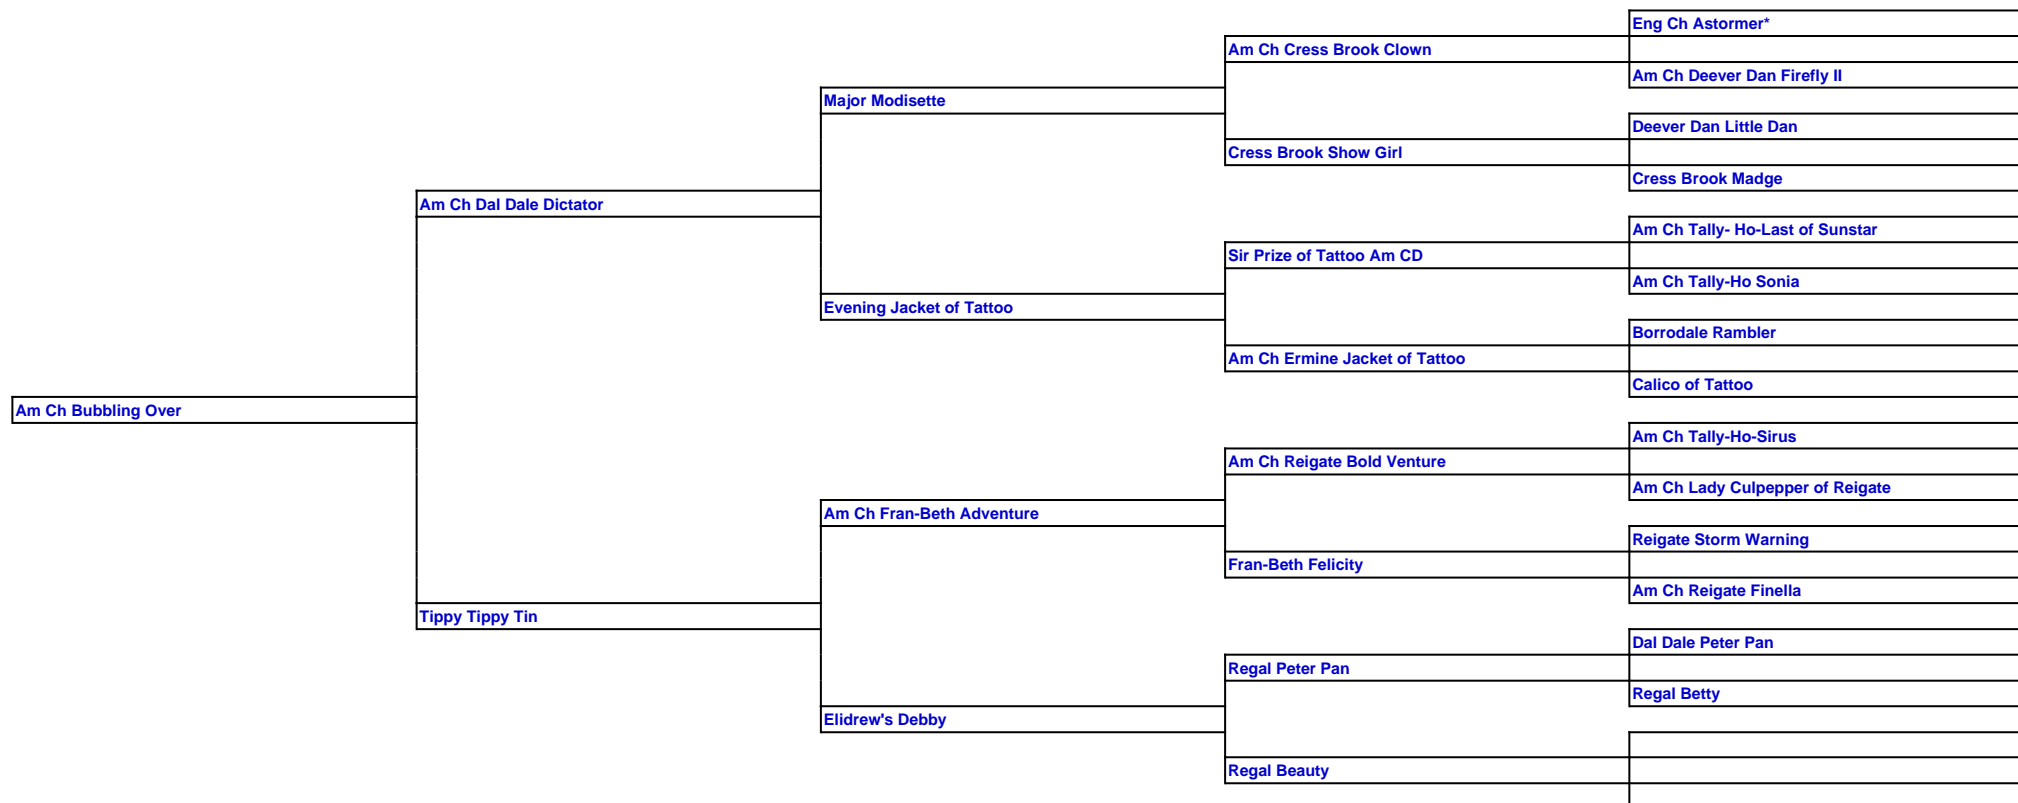 Eng Ch Astormer*
Am Ch Cress Brook Clown
Am Ch Deever Dan Firefly II
Major Modisette
Deever Dan Little Dan
Cress Brook Show Girl
Cress Brook Madge
Am Ch Dal Dale Dictator
Am Ch Tally- Ho-Last of Sunstar
Sir Prize of Tattoo Am CD
Am Ch Tally-Ho Sonia
Evening Jacket of Tattoo
Borrodale Rambler
Am Ch Ermine Jacket of Tattoo
Calico of Tattoo
Am Ch Bubbling Over
Am Ch Tally-Ho-Sirus
Am Ch Reigate Bold Venture
Am Ch Lady Culpepper of Reigate
Am Ch Fran-Beth Adventure
Reigate Storm Warning
Fran-Beth Felicity
Am Ch Reigate Finella
Tippy Tippy Tin
Dal Dale Peter Pan
Regal Peter Pan
Regal Betty
Elidrew's Debby
Regal Beauty